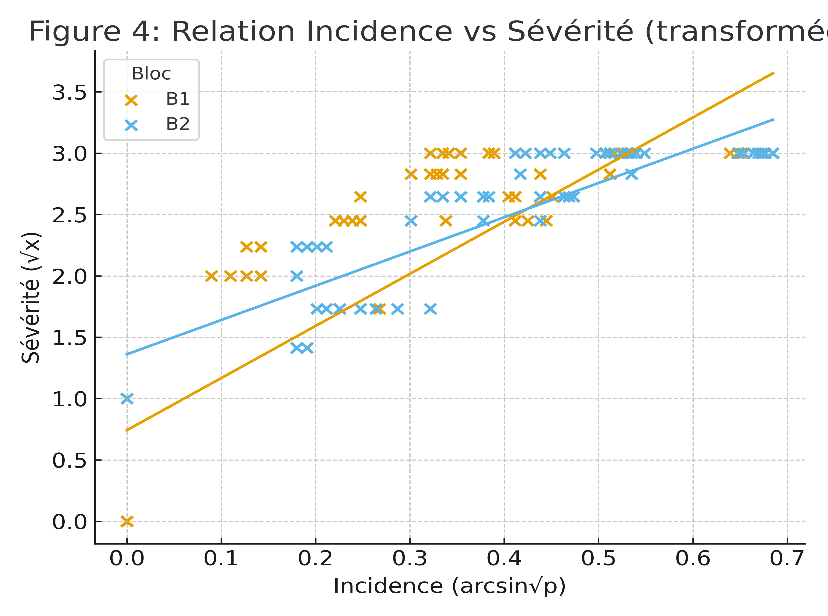 Figure 4: Relation Incidence vs Sévérité (transformée
Bloc
B1
B2
3.5
3.0
2.5
2.0
1.5
1.0
0.5
0.0
Sévérité (√x)
0.0 0.1 0.2 0.3 0.4 0.5 0.6 0.7
Incidence (arcsin√p)